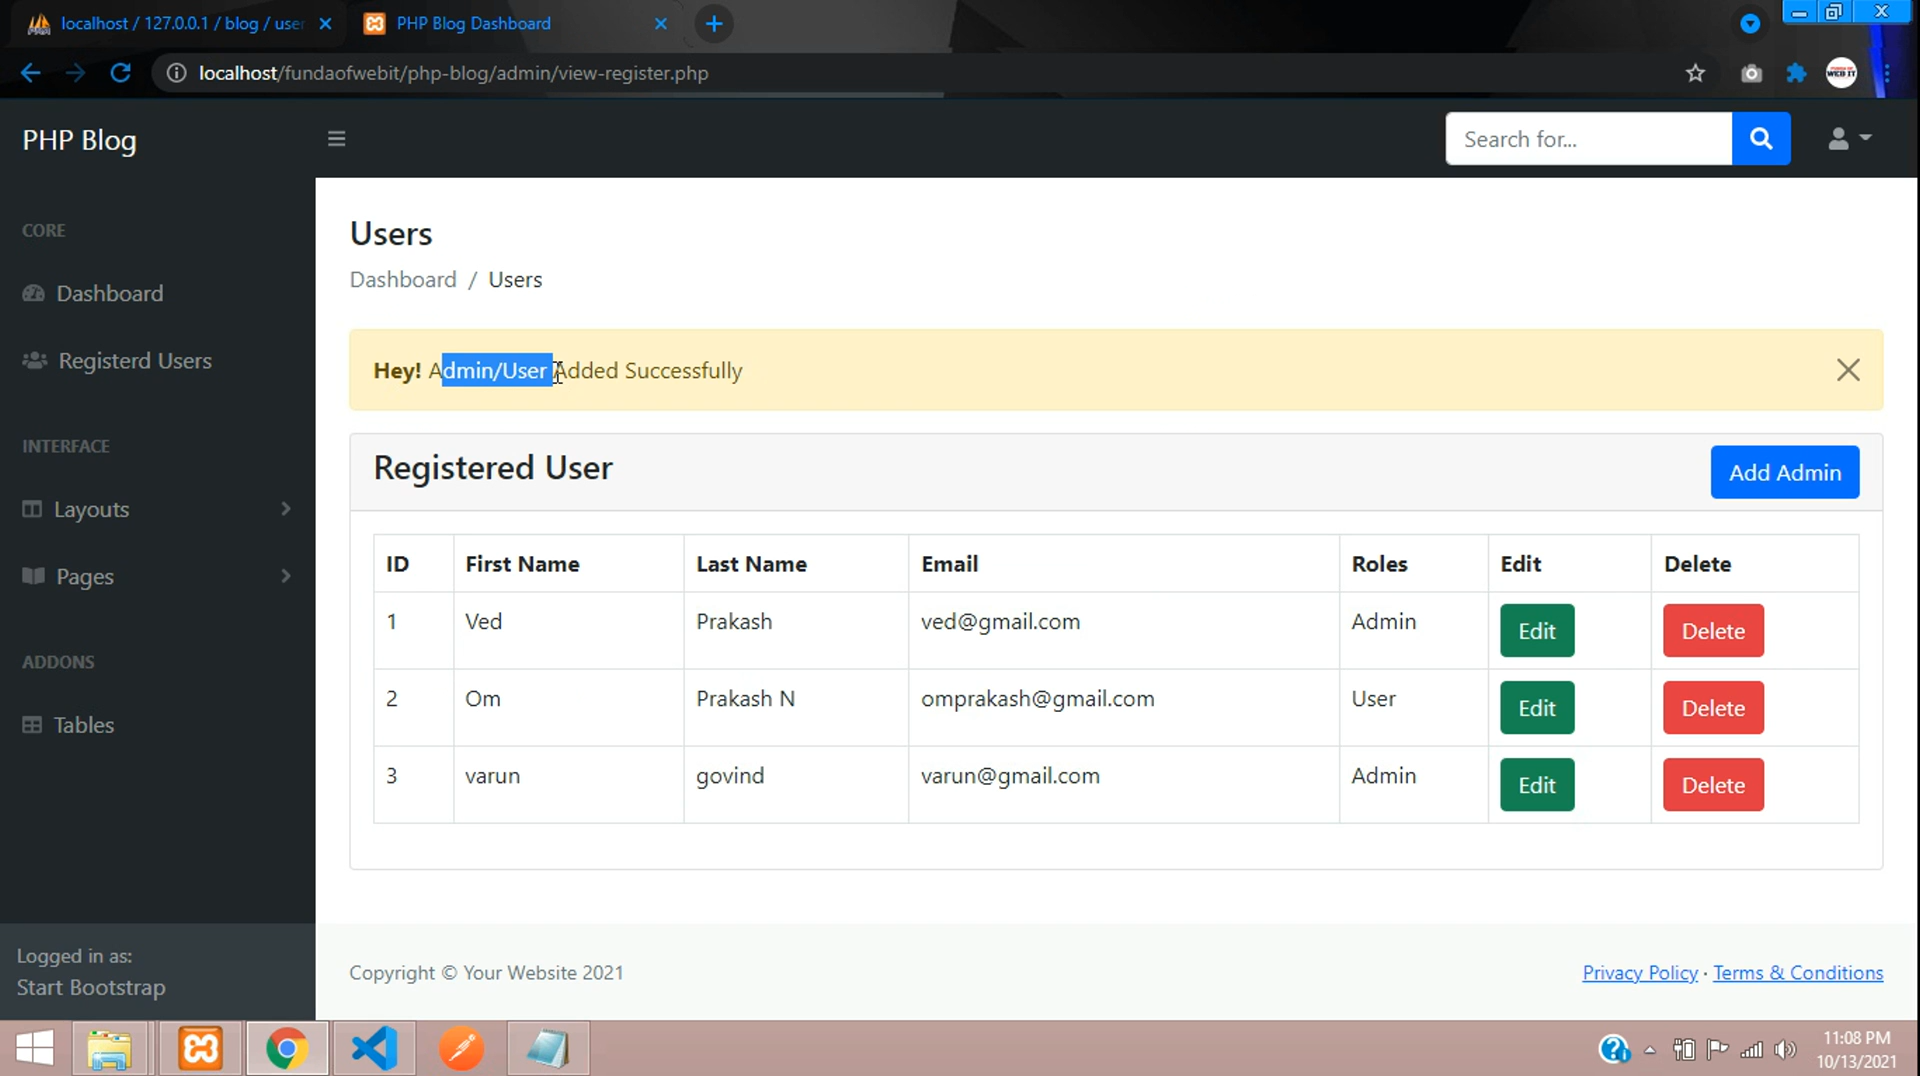 localhost / 127.0.0.1 / blog / user
PHP Blog Dashboard
localhost/fundaofwebit/php-blog/admin/view-register.php
WEB IT
PHP Blog
Search for...
CORE
Dashboard
Registerd Users
INTERFACE
Layouts
Pages
ADDONS
Tables
Logged in as:
Start Bootstrap
Users
Dashboard / Users
Hey! Admin/User Added Successfully
Registered User
Add Admin
ID First Name Last Name Email Roles Edit Delete
1 Ved Prakash ved@gmail.com Admin Edit Delete
2 Om Prakash N omprakash@gmail.com User Edit Delete
3 varun govind varun@gmail.com Admin Edit Delete
Copyright © Your Website 2021
Privacy Policy · Terms & Conditions
11:08 PM
10/13/2021